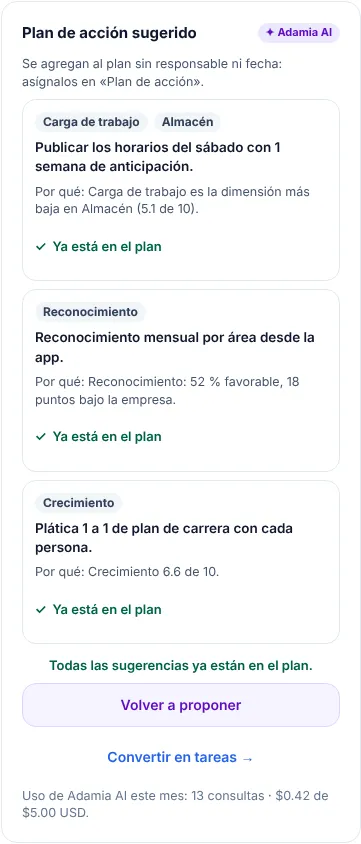 Plan de acción sugerido
✦ Adamia AI
Se agregan al plan sin responsable ni fecha:
asígnalos en «Plan de acción».
Carga de trabajo
Almacén
Publicar los horarios del sábado con 1
semana de anticipación.
Por qué: Carga de trabajo es la dimensión más
baja en Almacén (5.1 de 10).
✓ Ya está en el plan
Reconocimiento
Reconocimiento mensual por área desde la
app.
Por qué: Reconocimiento: 52 % favorable, 18
puntos bajo la empresa.
✓ Ya está en el plan
Crecimiento
Plática 1 a 1 de plan de carrera con cada
persona.
Por qué: Crecimiento 6.6 de 10.
✓ Ya está en el plan
Todas las sugerencias ya están en el plan.
Volver a proponer
Convertir en tareas →
Uso de Adamia AI este mes: 13 consultas · $0.42 de
$5.00 USD.